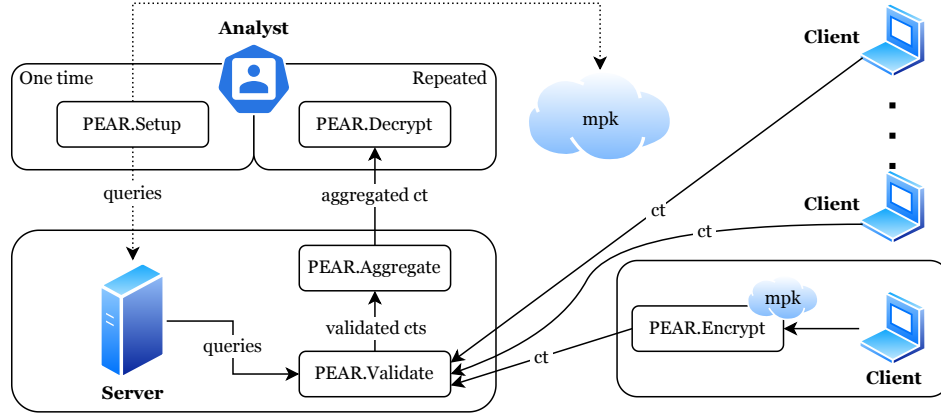 Analyst
One time
Repeated
PEAR.Setup
PEAR.Decrypt
mpk
Client
queries
aggregated ct
ct
Client
ct
PEAR.Aggregate
mpk
validated cts
PEAR.Encrypt
queries
ct
PEAR.Validate
Client
Server